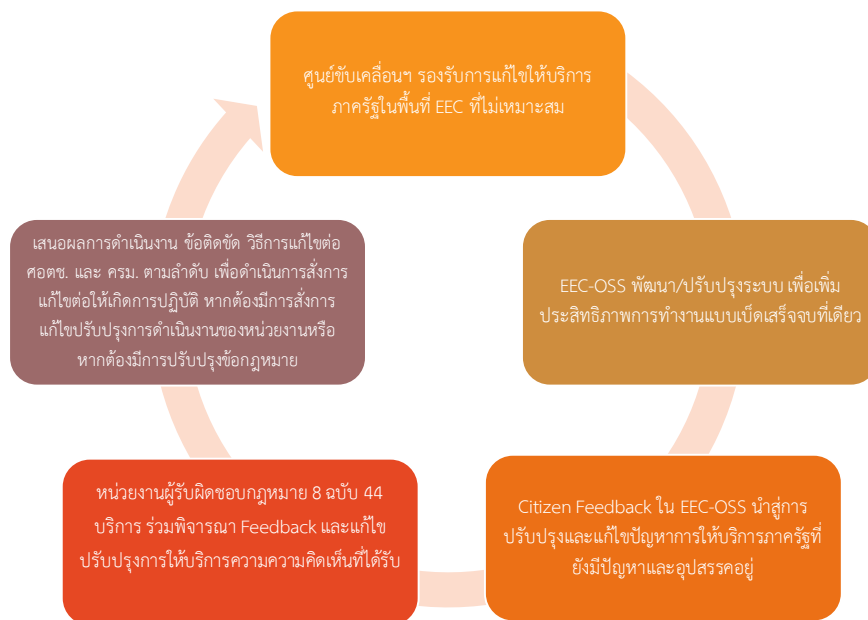 ศูนย์ขับเคลื่อนฯ รองรับการแก้ไขให้บริการ
ภาครัฐในพื้นที่ EEC ที่ไม่เหมาะสม
EEC-OSS พัฒนา/ปรับปรุงระบบ เพื่อเพิ่ม
ประสิทธิภาพการทำงานแบบเบ็ดเสร็จจบที่เดียว
Citizen Feedback ใน EEC-OSS นำสู่การ
ปรับปรุงและแก้ไขปัญหาการให้บริการภาครัฐที่
ยังมีปัญหาและอุปสรรคอยู่
หน่วยงานผู้รับผิดชอบกฎหมาย 8 ฉบับ 44
บริการ ร่วมพิจารณา Feedback และแก้ไข
ปรับปรุงการให้บริการความความคิดเห็นที่ได้รับ
เสนอผลการดำเนินงาน ข้อติดขัด วิธีการแก้ไขต่อ
ศอตช. และ ครม. ตามลำดับ เพื่อดำเนินการสั่งการ
แก้ไขต่อให้เกิดการปฏิบัติ หากต้องมีการสั่งการ
แก้ไขปรับปรุงการดำเนินงานของหน่วยงานหรือ
หากต้องมีการปรับปรุงข้อกฎหมาย